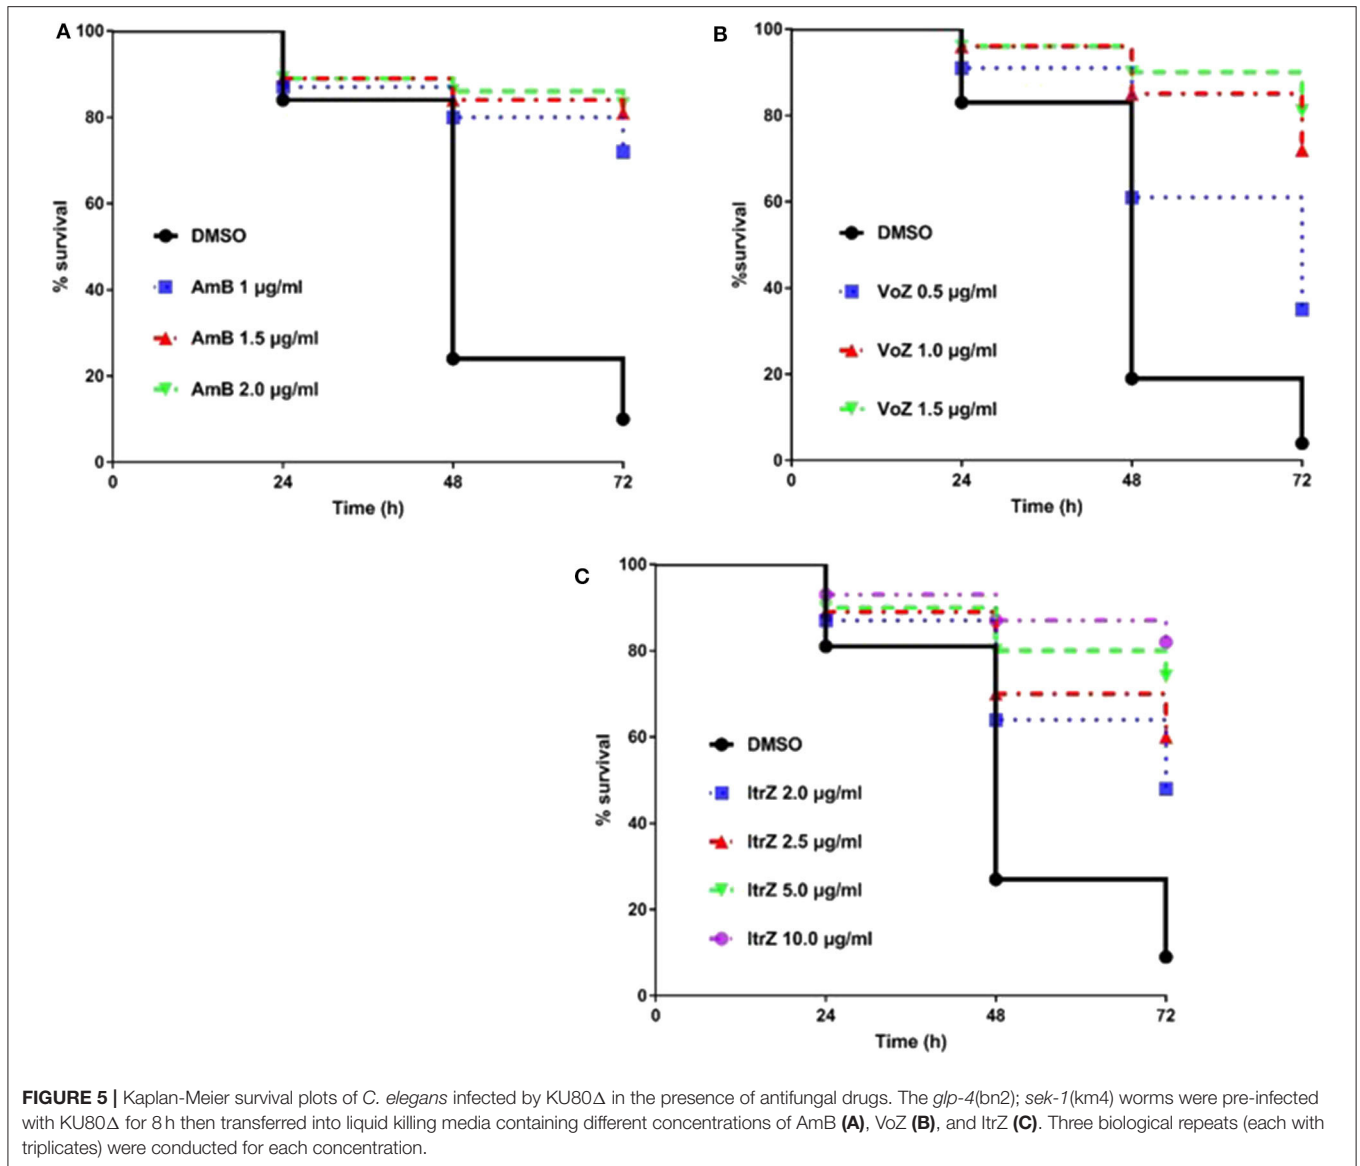 A
100
80
60
40
20
0
% survival
DMSO
AmB 1 µg/ml
AmB 1.5 µg/ml
AmB 2.0 µg/ml
0 24 48 72
Time (h)
B
100
80
60
40
20
0
%survival
DMSO
VoZ 0.5 µg/ml
VoZ 1.0 µg/ml
VoZ 1.5 µg/ml
0 24 48 72
Time (h)
C
100
80
60
40
20
0
% survival
DMSO
ItrZ 2.0 µg/ml
ItrZ 2.5 µg/ml
ItrZ 5.0 µg/ml
ItrZ 10.0 µg/ml
0 24 48 72
Time (h)
FIGURE 5 | Kaplan-Meier survival plots of C. elegans infected by KU80Δ in the presence of antifungal drugs. The glp-4(bn2); sek-1(km4) worms were pre-infected
with KU80Δ for 8 h then transferred into liquid killing media containing different concentrations of AmB (A), VoZ (B), and ItrZ (C). Three biological repeats (each with
triplicates) were conducted for each concentration.